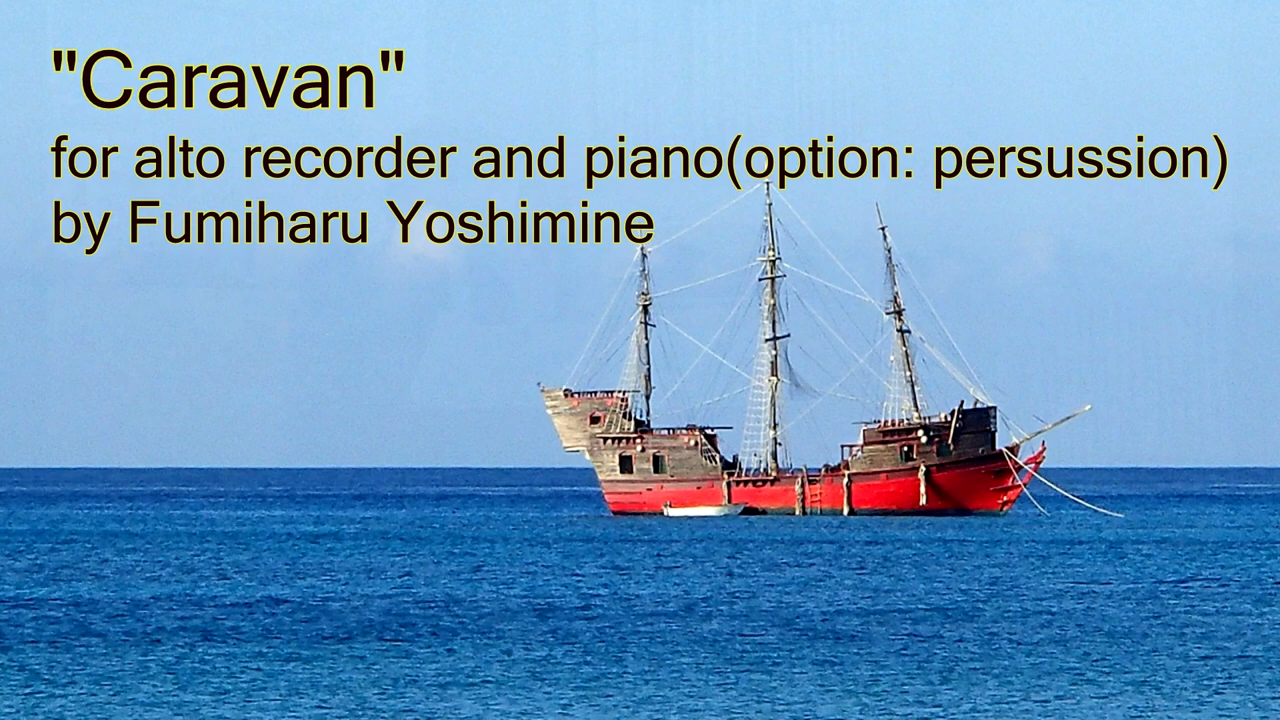 "Caravan"
for alto recorder and piano(option: persussion)
by Fumiharu Yoshimine